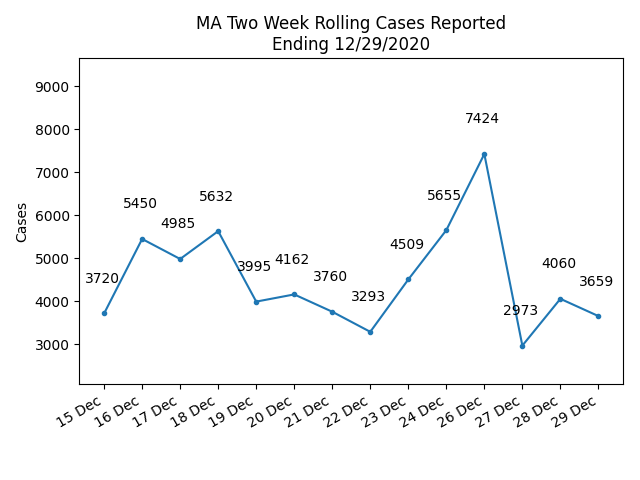 MA Two Week Rolling Cases Reported
Ending 12/29/2020
Cases
9000
8000
7000
6000
5000
4000
3000
3720
5450
4985
5632
3995
4162
3760
3293
4509
5655
7424
2973
4060
3659
15 Dec
16 Dec
17 Dec
18 Dec
19 Dec
20 Dec
21 Dec
22 Dec
23 Dec
24 Dec
26 Dec
27 Dec
28 Dec
29 Dec